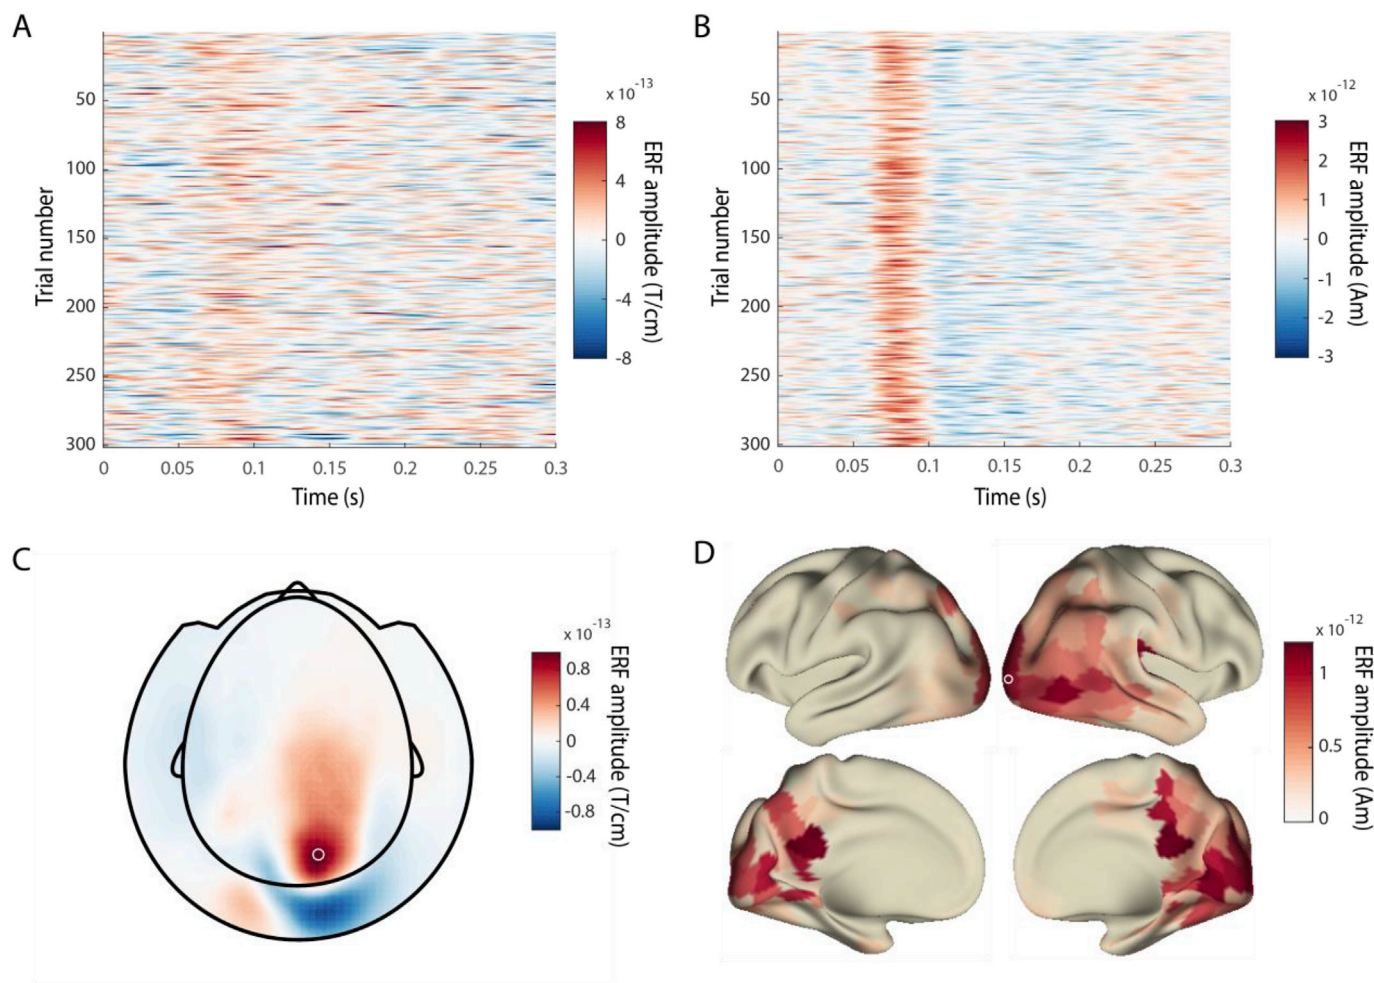 A
50
100
150
200
250
300
Trial number
0 0.05 0.1 0.15 0.2 0.25 0.3
Time (s)
x 10-13
8
4
0
-4
-8
ERF amplitude (T/cm)
B
50
100
150
200
250
300
Trial number
0 0.05 0.1 0.15 0.2 0.25 0.3
Time (s)
x 10-12
3
2
1
0
-1
-2
-3
ERF amplitude (Am)
C
x 10-13
0.8
0.4
0
-0.4
-0.8
ERF amplitude (T/cm)
D
x 10-12
1
0.5
0
ERF amplitude (Am)